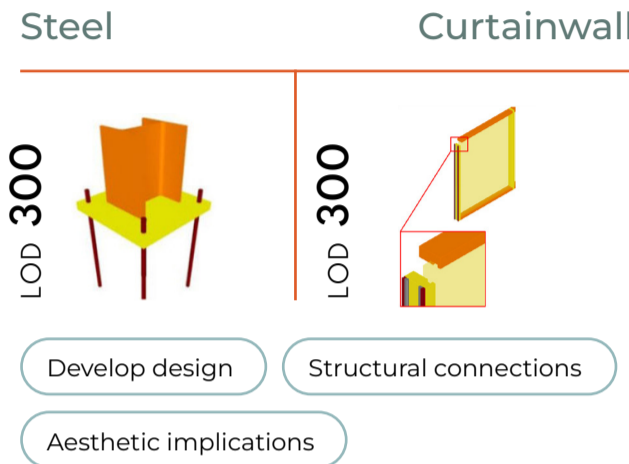 Steel
Curtainwall
LOD 300
LOD 300
Develop design
Structural connections
Aesthetic implications